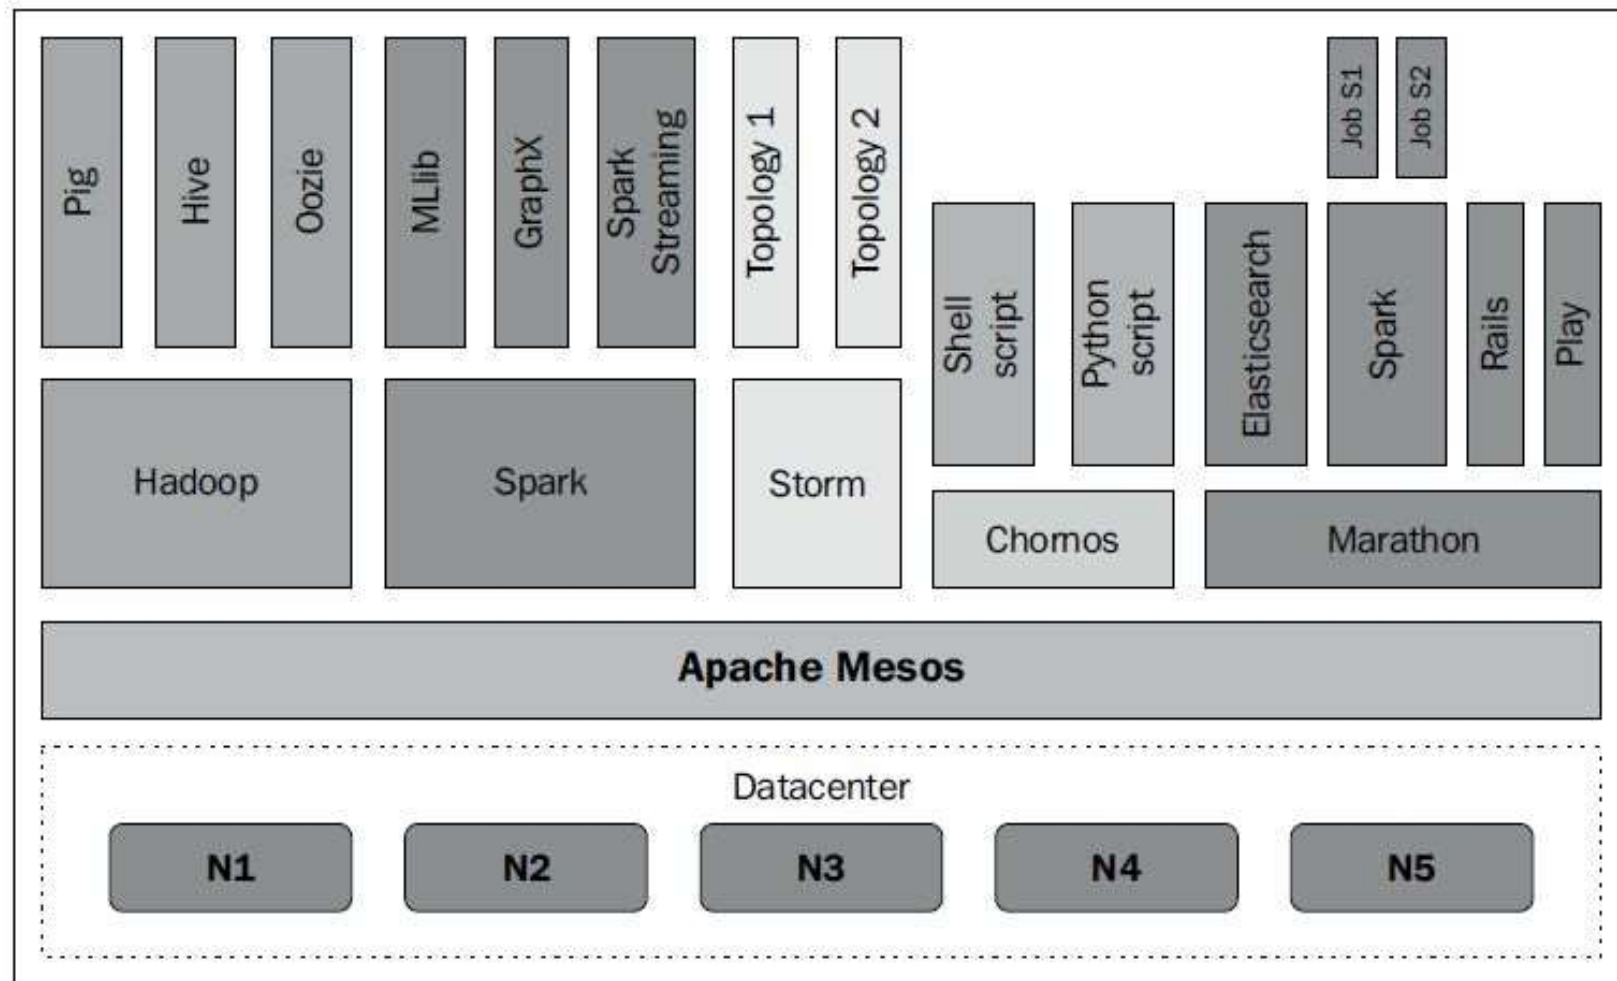 Pig
Hive
Oozie
MLlib
GraphX
Spark
Streaming
Topology 1
Topology 2
Job S1
Job S2
Shell
script
Python
script
Elasticsearch
Spark
Rails
Play
Hadoop
Spark
Storm
Chornos
Marathon
Apache Mesos
Datacenter
N1
N2
N3
N4
N5